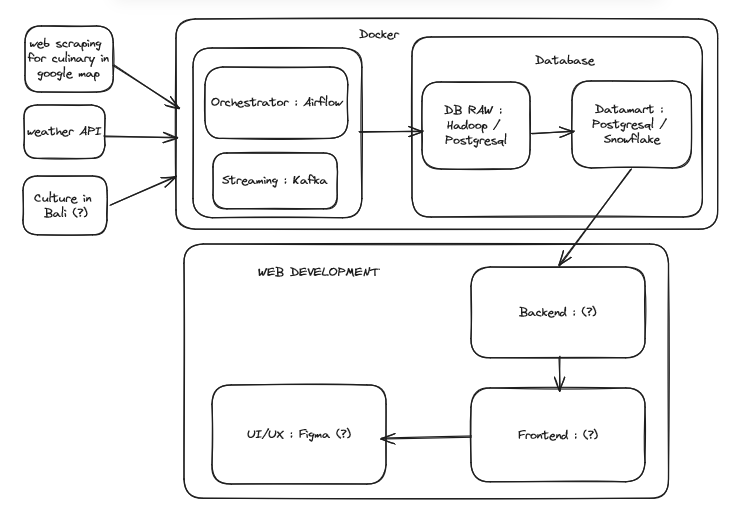 Docker
web scraping
for culinary in
google map
weather API
Culture in
Bali (?)
Orchestrator : Airflow
Streaming : Kafka
Database
DB RAW :
Hadoop /
Postgresql
Datamart :
Postgresql /
Snowflake
WEB DEVELOPMENT
Backend : (?)
Frontend : (?)
UI/UX : Figma (?)